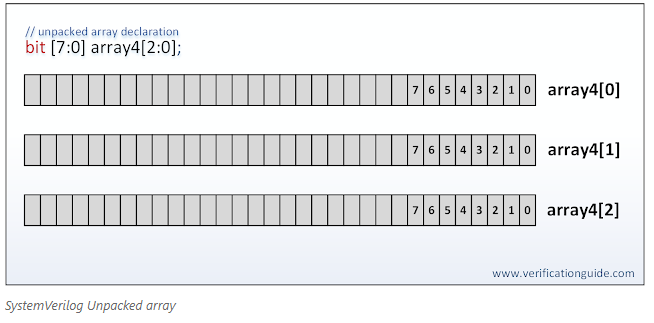 // unpacked array declaration
bit [7:0] array4[2:0];
7 6 5 4 3 2 1 0 array4[0]
7 6 5 4 3 2 1 0 array4[1]
7 6 5 4 3 2 1 0 array4[2]
www.verificationguide.com
SystemVerilog Unpacked array